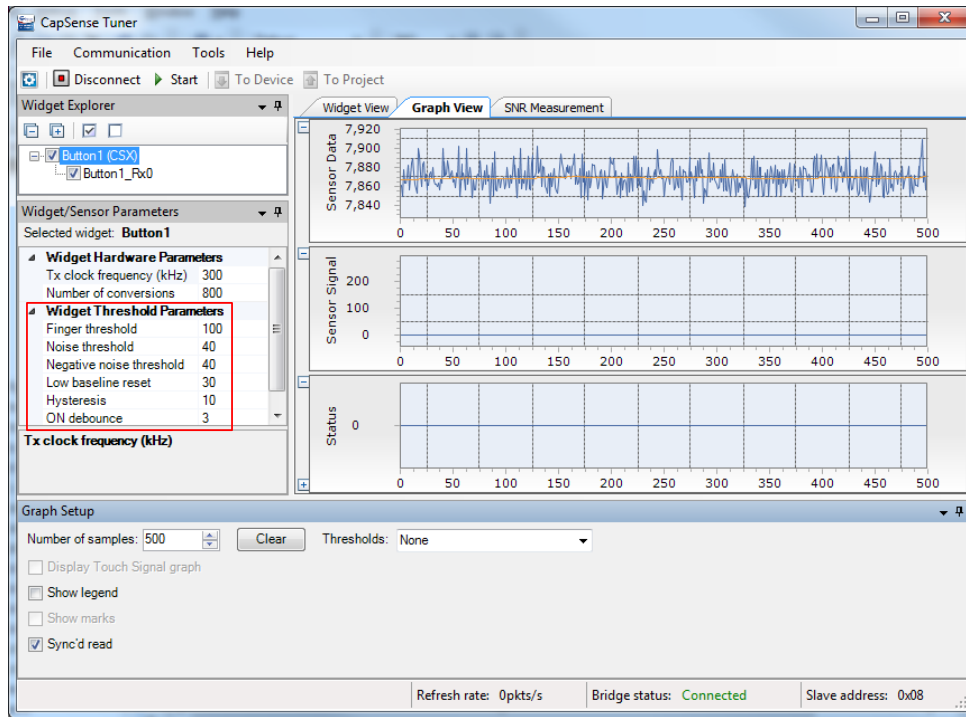 CapSense Tuner
File Communication Tools Help
Disconnect Start To Device To Project
Widget Explorer
Button1 (CSX)
Button1_Rx0
Widget/Sensor Parameters
Selected widget: Button1
Widget Hardware Parameters
Tx clock frequency (kHz) 300
Number of conversions 800
Widget Threshold Parameters
Finger threshold 100
Noise threshold 40
Negative noise threshold 40
Low baseline reset 30
Hysteresis 10
ON debounce 3
Tx clock frequency (kHz)
Widget View Graph View SNR Measurement
Sensor Data
7,920
7,900
7,880
7,860
7,840
0 50 100 150 200 250 300 350 400 450 500
Sensor Signal
200
100
0
0 50 100 150 200 250 300 350 400 450 500
Status
0
0 50 100 150 200 250 300 350 400 450 500
Graph Setup
Number of samples: 500 Clear Thresholds: None
Display Touch Signal graph
Show legend
Show marks
Sync'd read
Refresh rate: 0pkts/s Bridge status: Connected Slave address: 0x08